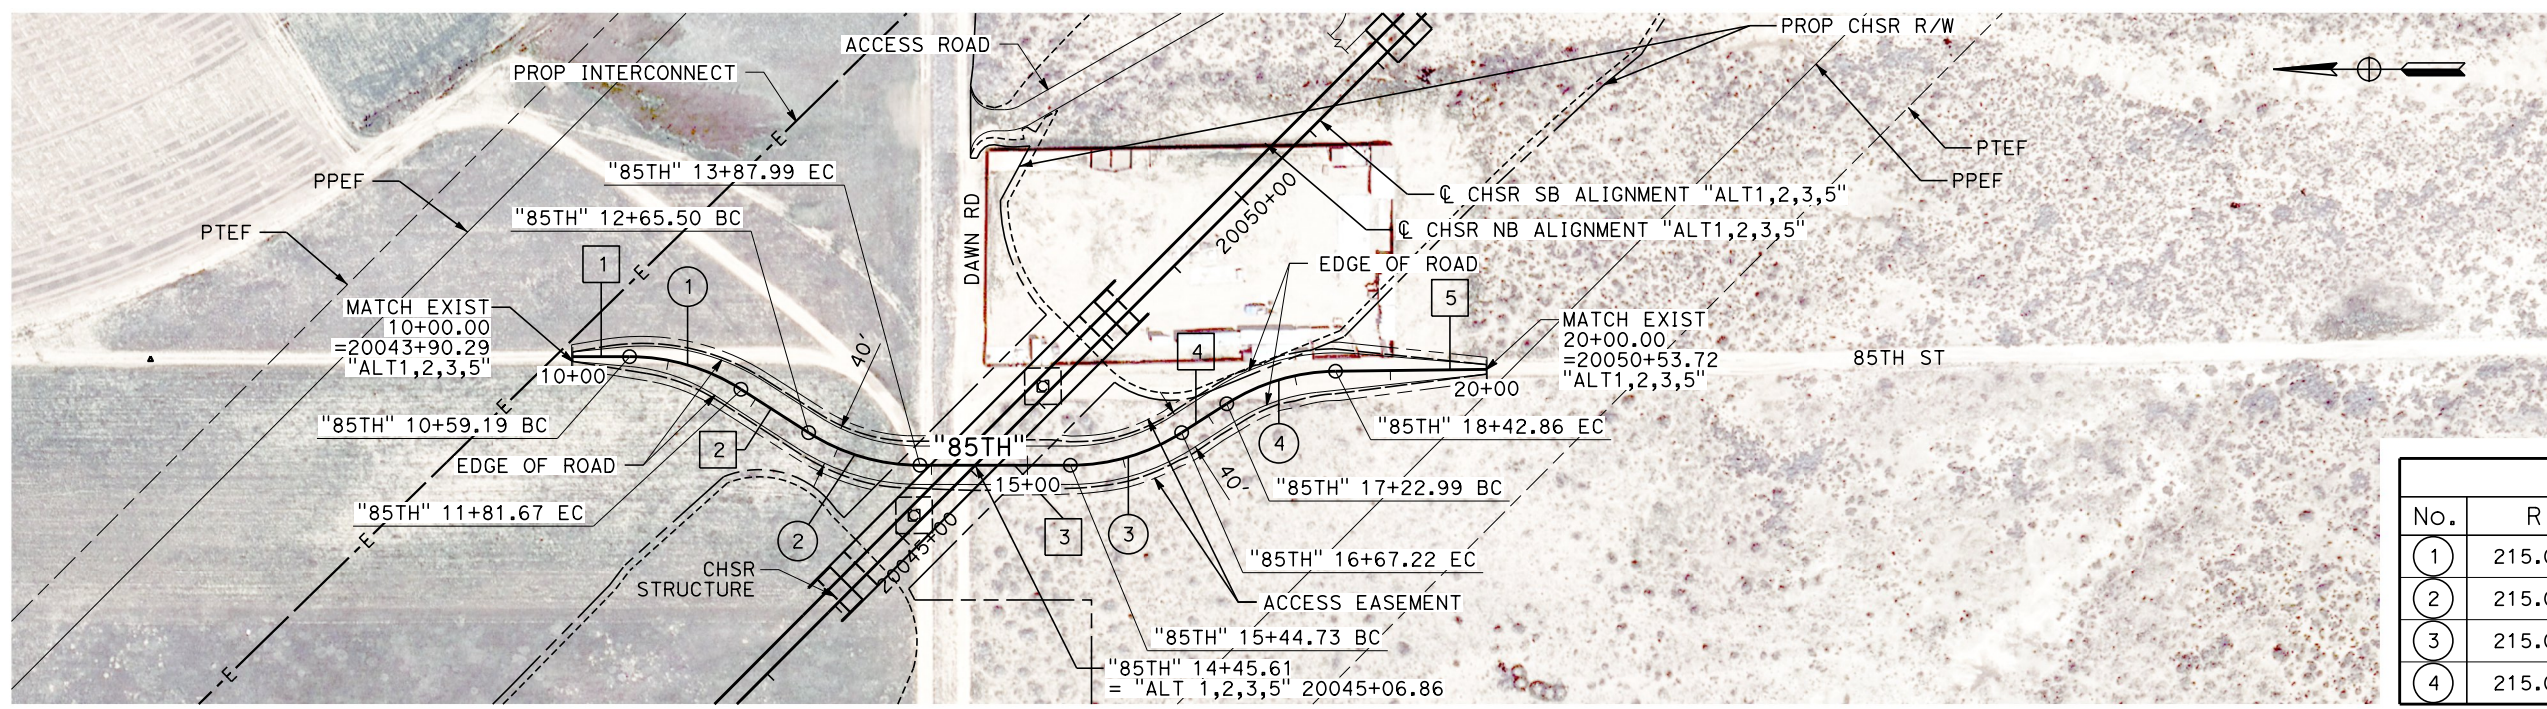 PROP CHSR R/W
ACCESS ROAD
PROP INTERCONNECT
E
PTEF
"85TH" 13+87.99 EC
PPEF
PPEF
℄ CHSR SB ALIGNMENT "ALT1,2,3,5"
"85TH" 12+65.50 BC
DAWN RD
20050+00
℄ CHSR NB ALIGNMENT "ALT1,2,3,5"
PTEF
1
E
1
EDGE OF ROAD
5
MATCH EXIST
10+00.00
=20043+90.29
"ALT1,2,3,5"
MATCH EXIST
20+00.00
=20050+53.72
"ALT1,2,3,5"
40'
4
85TH ST
10+00
20+00
E
"85TH" 10+59.19 BC
"85TH" 18+42.86 EC
2
"85TH"
4
EDGE OF ROAD
15+00
40'
"85TH" 17+22.99 BC
"85TH" 11+81.67 EC
E
2
3
3
20045+00
"85TH" 16+67.22 EC
CHSR
STRUCTURE
ACCESS EASEMENT
"85TH" 15+44.73 BC
E
"85TH" 14+45.61
= "ALT 1,2,3,5" 20045+06.86
No. R
1 215.0
2 215.0
3 215.0
4 215.0